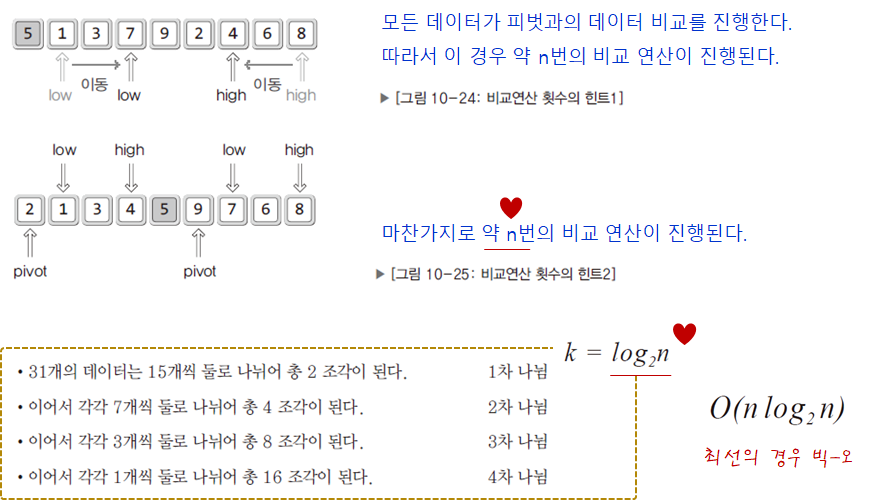 5 1 3 7 9 2 4 6 8
이동 이동
low low high high
모든 데이터가 피벗과의 데이터 비교를 진행한다.
따라서 이 경우 약 n번의 비교 연산이 진행된다.
▶ [그림 10-24: 비교연산 횟수의 힌트1]
low high low high
2 1 3 4 5 9 7 6 8
pivot pivot
마찬가지로 약 n번의 비교 연산이 진행된다.
▶ [그림 10-25: 비교연산 횟수의 힌트2]
k = log₂n
• 31개의 데이터는 15개씩 둘로 나뉘어 총 2 조각이 된다. 1차 나뉨
• 이어서 각각 7개씩 둘로 나뉘어 총 4 조각이 된다. 2차 나뉨
• 이어서 각각 3개씩 둘로 나뉘어 총 8 조각이 된다. 3차 나뉨
• 이어서 각각 1개씩 둘로 나뉘어 총 16 조각이 된다. 4차 나뉨
O(n log₂ n)
최선의 경우 빅-오